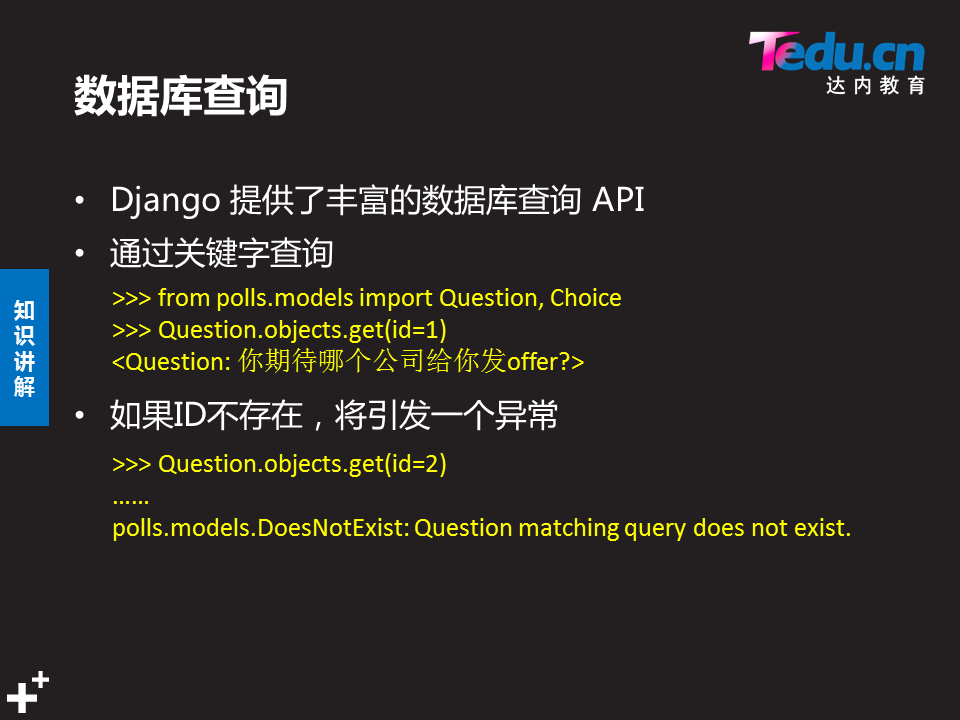 Tedu.cn
达内教育
数据库查询
• Django 提供了丰富的数据库查询 API
• 通过关键字查询
>>> from polls.models import Question, Choice
>>> Question.objects.get(id=1)
<Question: 你期待哪个公司给你发offer?>
知识讲解
• 如果ID不存在，将引发一个异常
>>> Question.objects.get(id=2)
……
polls.models.DoesNotExist: Question matching query does not exist.